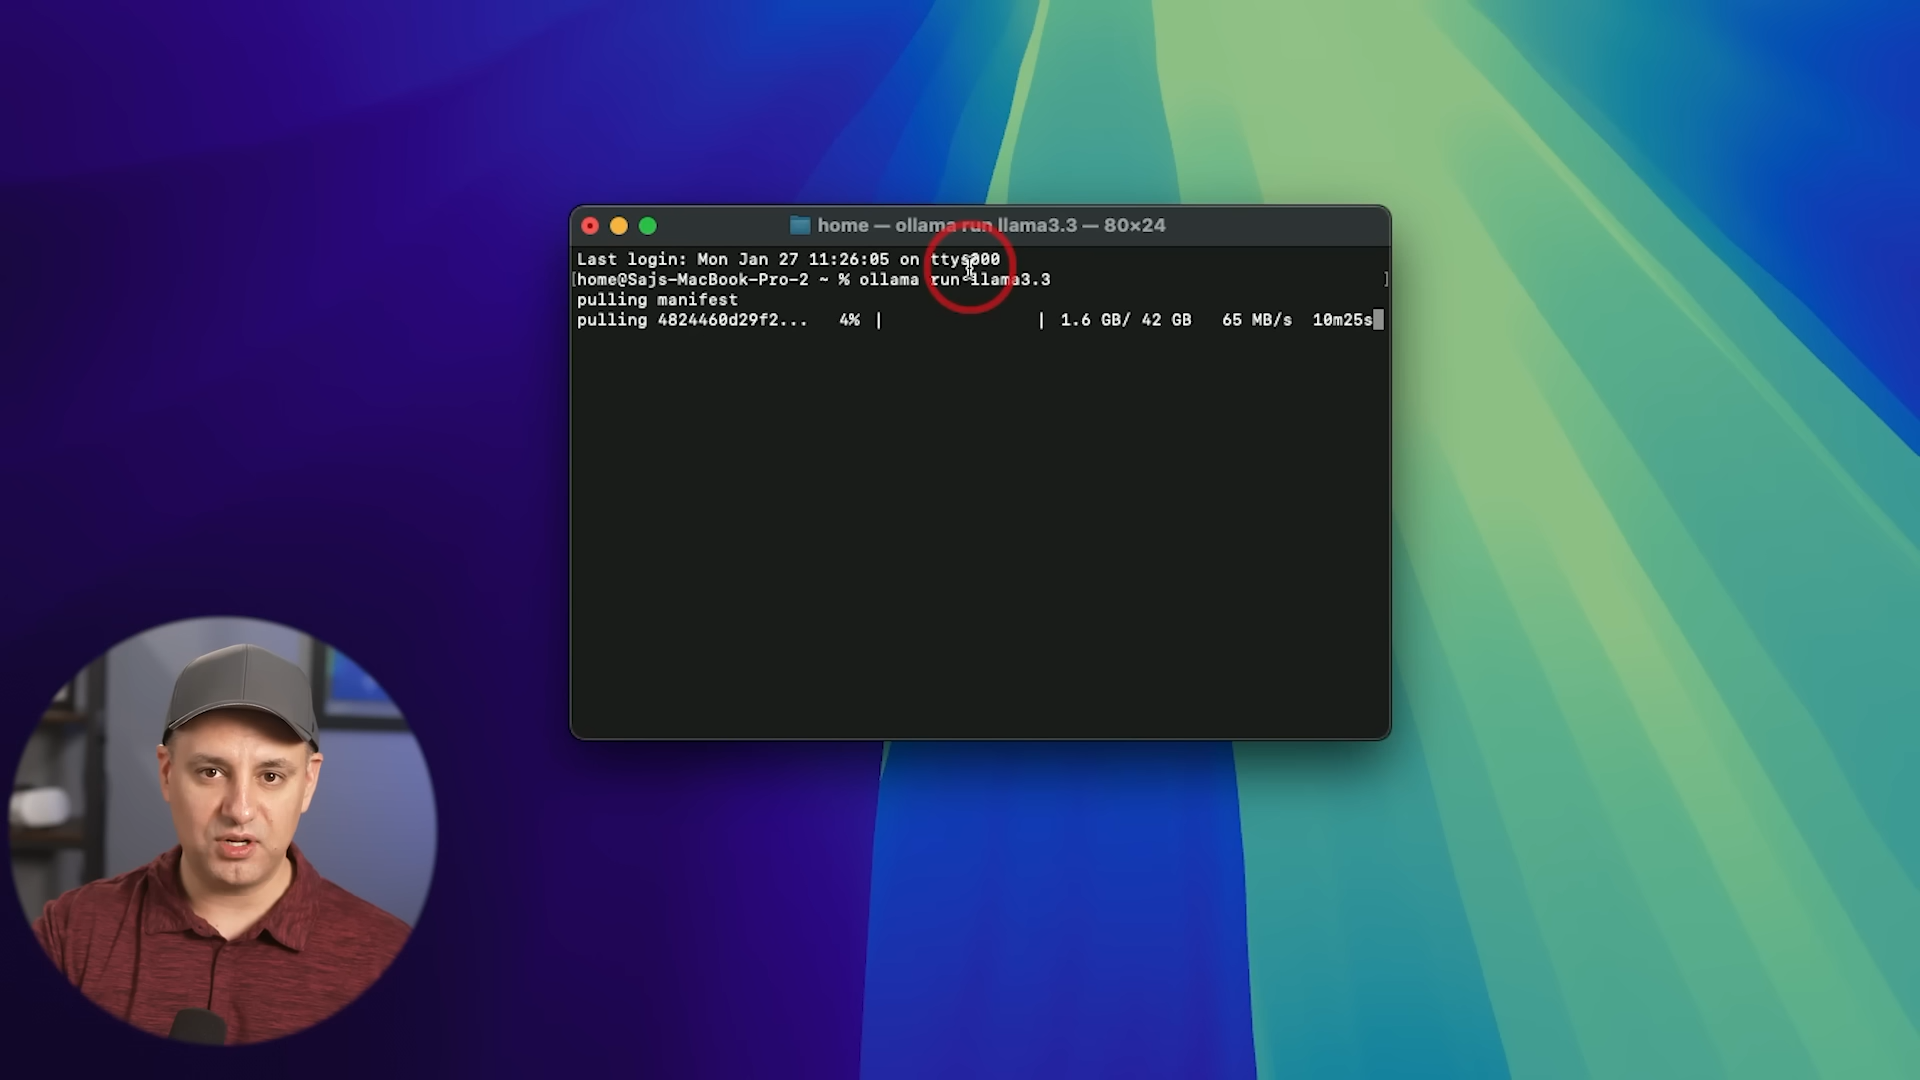 home — ollama run llama3.3 — 80×24
Last login: Mon Jan 27 11:26:05 on ttys000
[home@Sajs-MacBook-Pro-2 ~ % ollama run llama3.3 ]
pulling manifest
pulling 4824460d29f2... 4% | | 1.6 GB/ 42 GB 65 MB/s 10m25s